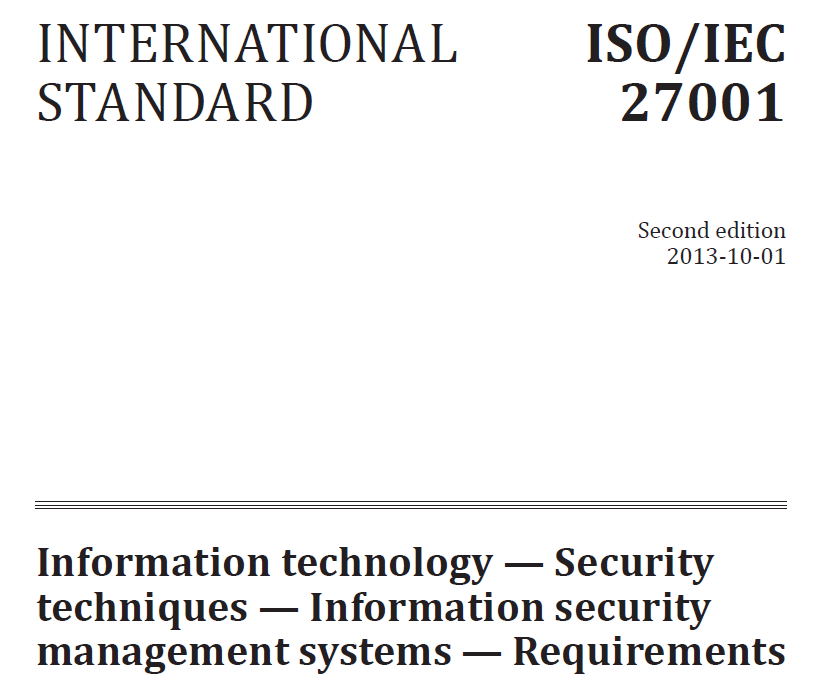 INTERNATIONAL
STANDARD
ISO/IEC
27001
Second edition
2013-10-01
Information technology — Security
techniques — Information security
management systems — Requirements